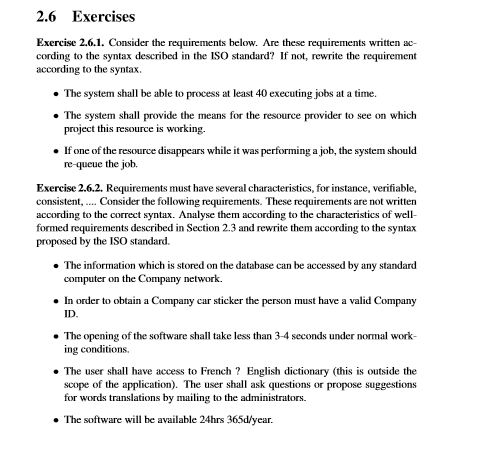 2.6 Exercises
Exercise 2.6.1. Consider the requirements below. Are these requirements written ac-
cording to the syntax described in the ISO standard? If not, rewrite the requirement
according to the syntax.
• The system shall be able to process at least 40 executing jobs at a time.
• The system shall provide the means for the resource provider to see on which
project this resource is working.
• If one of the resource disappears while it was performing a job, the system should
re-queue the job.
Exercise 2.6.2. Requirements must have several characteristics, for instance, verifiable,
consistent, .... Consider the following requirements. These requirements are not written
according to the correct syntax. Analyse them according to the characteristics of well-
formed requirements described in Section 2.3 and rewrite them according to the syntax
proposed by the ISO standard.
• The information which is stored on the database can be accessed by any standard
computer on the Company network.
• In order to obtain a Company car sticker the person must have a valid Company
ID.
• The opening of the software shall take less than 3-4 seconds under normal work-
ing conditions.
• The user shall have access to French ? English dictionary (this is outside the
scope of the application). The user shall ask questions or propose suggestions
for words translations by mailing to the administrators.
• The software will be available 24hrs 365d/year.